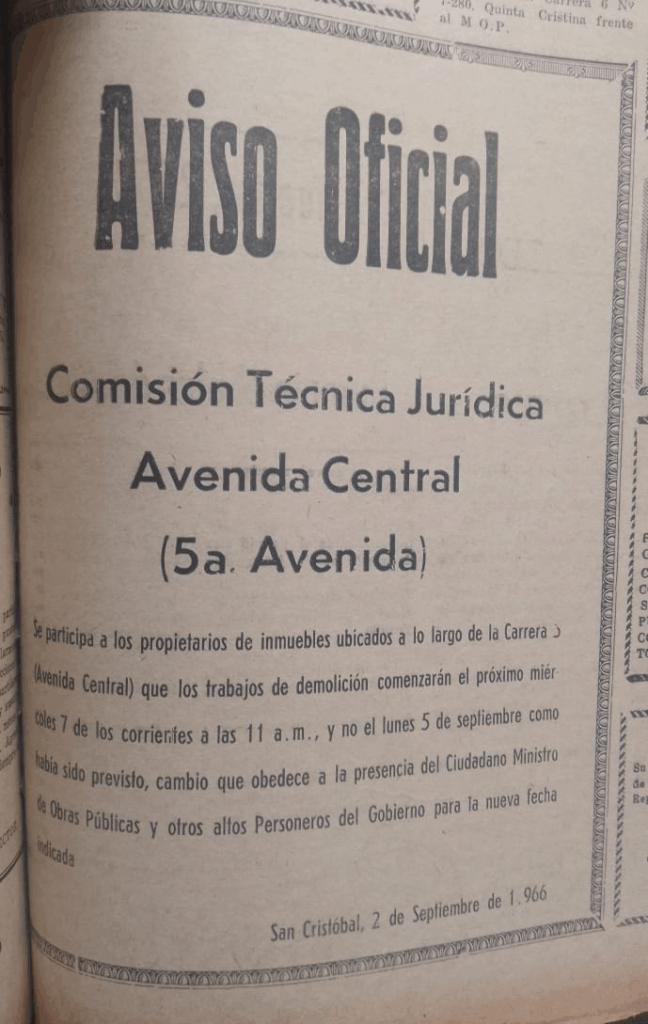 Carrera 6 Nº
1-280, Quinta Cristina frente
al M O.P.
Aviso Oficial
Comisión Técnica Jurídica
Avenida Central
(5a. Avenida)
Se participa a los propietarios de inmuebles ubicados a lo largo de la Carrera
(Avenida Central) que los trabajos de demolición comenzarán el próximo miér-
coles 7 de los corrientes a las 11 a.m., y no el lunes 5 de septiembre como
había sido previsto, cambio que obedece a la presencia del Ciudadano Ministro
de Obras Públicas y otros altos Personeros del Gobierno para la nueva fecha
indicada
San Cristóbal, 2 de Septiembre de 1.966